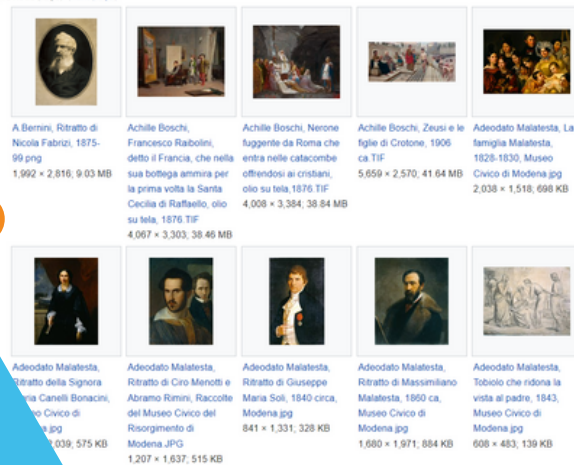 A.Bernini, Ritratto di
Nicola Fabrizi, 1875-
99.png
1,992 × 2,816; 9.03 MB
Achille Boschi,
Francesco Raibolini,
detto il Francia, che nella
sua bottega ammira per
la prima volta la Santa
Cecilia di Raffaello, olio
su tela, 1876.TIF
4,067 × 3,303; 38.46 MB
Achille Boschi, Nerone
fuggente da Roma che
entra nelle catacombe
offrendosi ai cristiani,
olio su tela,1876.TIF
4,008 × 3,384; 38.84 MB
Achille Boschi, Zeusi e le
figlie di Crotone, 1906
ca.TIF
5,659 × 2,570; 41.64 MB
Adeodato Malatesta, La
famiglia Malatesta,
1828-1830, Museo
Civico di Modena.jpg
2,038 × 1,518; 698 KB
Adeodato Malatesta,
Ritratto della Signora
Canelli Bonacini,
Civico di
2,039; 575 KB
Adeodato Malatesta,
Ritratto di Ciro Menotti e
Abramo Rimini, Raccolte
del Museo Civico del
Risorgimento di
Modena.JPG
1,207 × 1,637; 515 KB
Adeodato Malatesta,
Ritratto di Giuseppe
Maria Soli, 1840 circa,
Modena.jpg
841 × 1,331; 328 KB
Adeodato Malatesta,
Ritratto di Massimiliano
Malatesta, 1860 ca,
Museo Civico di
Modena.jpg
1,680 × 1,971; 884 KB
Adeodato Malatesta,
Tobiolo che ridona la
vista al padre, 1843,
Museo Civico di
Modena.jpg
608 × 483; 139 KB